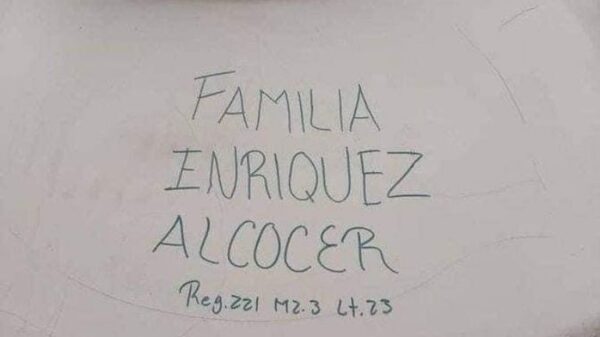 FAMILIA
ENRIQUEZ
ALCOCER
Reg.221 Mz.3 Lt.23